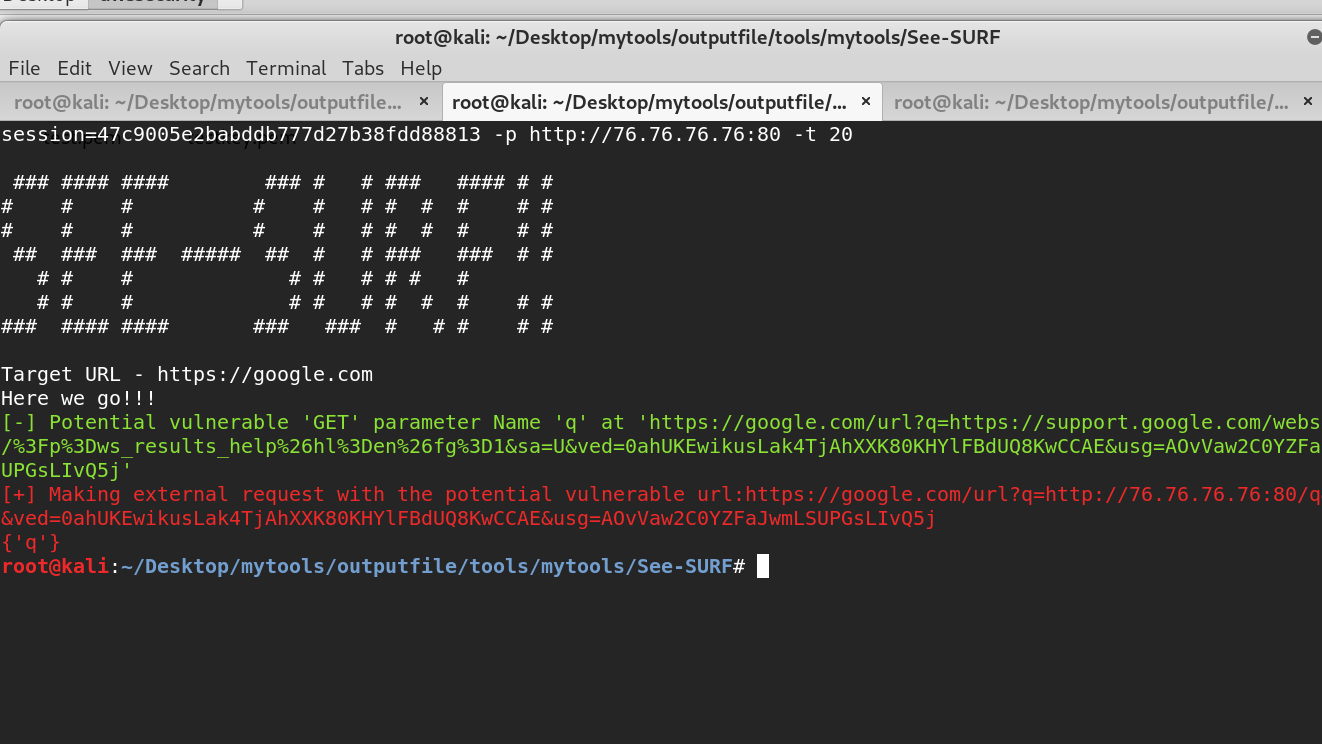 Desktop
root@kali: ~/Desktop/mytools/outputfile/tools/mytools/See-SURF
File Edit View Search Terminal Tabs Help
root@kali: ~/Desktop/mytools/outputfile... × root@kali: ~/Desktop/mytools/outputfile/... × root@kali: ~/Desktop/mytools/outputfile/... ×
session=47c9005e2babddb777d27b38fdd88813 -p http://76.76.76.76:80 -t 20
 ### #### ####        ### #   # ###   #### # #
#    #    #          #    #   # #  #  #    # #
#    #    #          #    #   # #  #  #    # #
 ##  ###  ###  #####  ##  #   # ###   ###  # #
   # #    #             # #   # # #   #
   # #    #             # #   # #  #  #    # #
###  #### ####       ###   ###  #   # #    # #
Target URL - https://google.com
Here we go!!!
[-] Potential vulnerable 'GET' parameter Name 'q' at 'https://google.com/url?q=https://support.google.com/webs
/%3Fp%3Dws_results_help%26hl%3Den%26fg%3D1&sa=U&ved=0ahUKEwikusLak4TjAhXXK80KHYlFBdUQ8KwCCAE&usg=AOvVaw2C0YZFa
UPGsLIvQ5j'
[+] Making external request with the potential vulnerable url:https://google.com/url?q=http://76.76.76.76:80/q
&ved=0ahUKEwikusLak4TjAhXXK80KHYlFBdUQ8KwCCAE&usg=AOvVaw2C0YZFaJwmLSUPGsLIvQ5j
{'q'}
root@kali:~/Desktop/mytools/outputfile/tools/mytools/See-SURF#